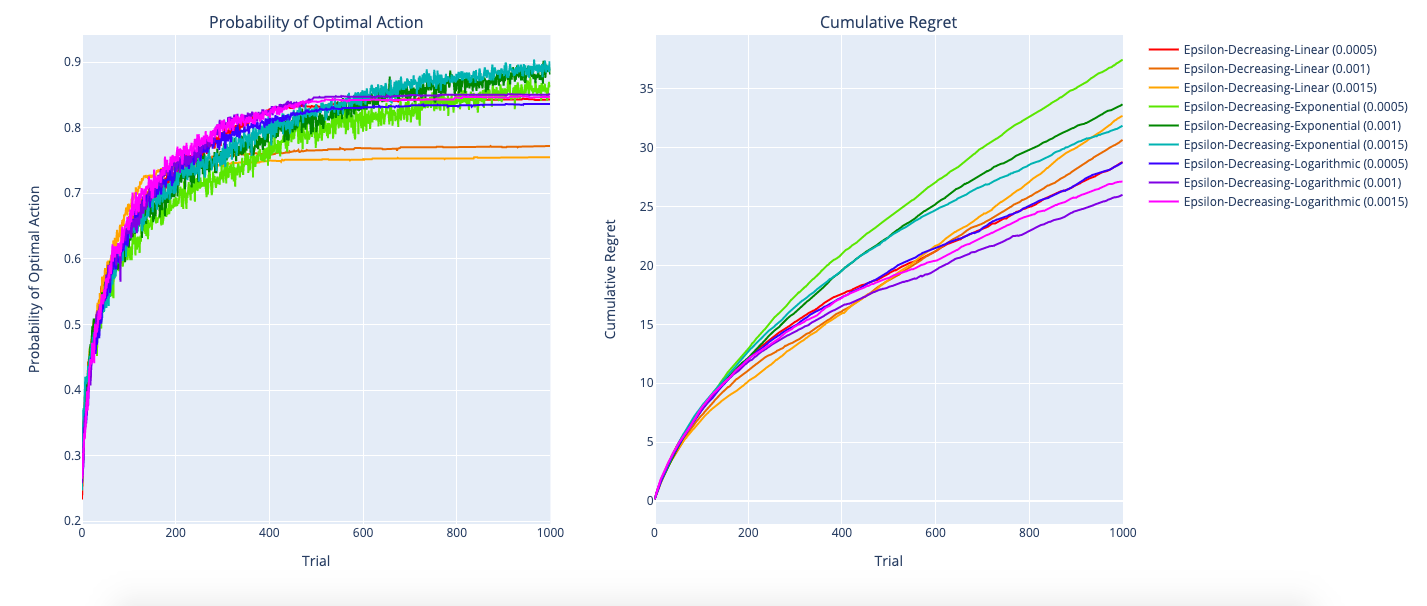 Probability of Optimal Action
Cumulative Regret
Probability of Optimal Action
0.9
0.8
0.7
0.6
0.5
0.4
0.3
0.2
0
200
400
600
800
1000
Trial
Cumulative Regret
35
30
25
20
15
10
5
0
0
200
400
600
800
1000
Trial
Epsilon-Decreasing-Linear (0.0005)
Epsilon-Decreasing-Linear (0.001)
Epsilon-Decreasing-Linear (0.0015)
Epsilon-Decreasing-Exponential (0.0005)
Epsilon-Decreasing-Exponential (0.001)
Epsilon-Decreasing-Exponential (0.0015)
Epsilon-Decreasing-Logarithmic (0.0005)
Epsilon-Decreasing-Logarithmic (0.001)
Epsilon-Decreasing-Logarithmic (0.0015)